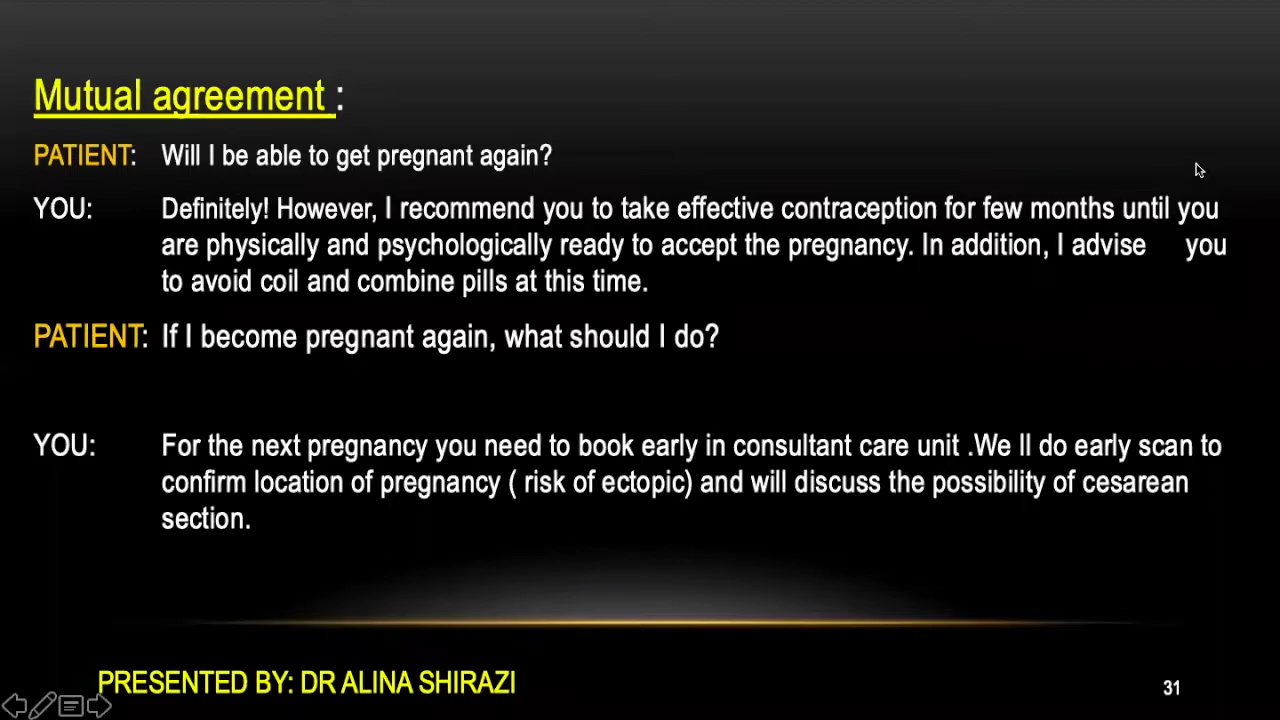 Mutual agreement :
PATIENT: Will I be able to get pregnant again?
YOU: Definitely! However, I recommend you to take effective contraception for few months until you
are physically and psychologically ready to accept the pregnancy. In addition, I advise you
to avoid coil and combine pills at this time.
PATIENT: If I become pregnant again, what should I do?
YOU: For the next pregnancy you need to book early in consultant care unit .We ll do early scan to
confirm location of pregnancy ( risk of ectopic) and will discuss the possibility of cesarean
section.
PRESENTED BY: DR ALINA SHIRAZI
31